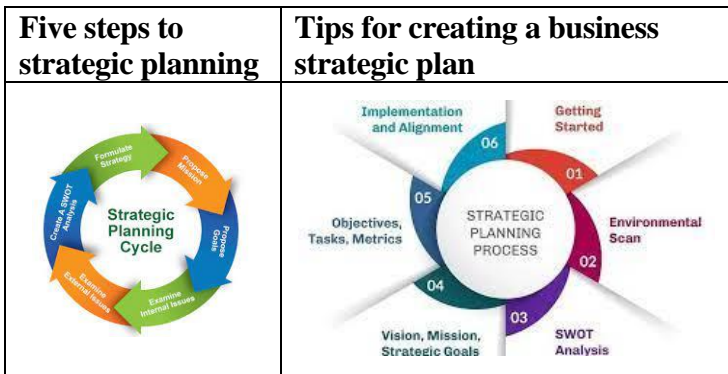 Five steps to
strategic planning
Tips for creating a business
strategic plan
Formulate
Strategy
Propose
Mission
Propose
Goals
Examine
Internal Issues
Examine
External Issues
Create A SWOT
Analysis
Strategic
Planning
Cycle
Implementation
and Alignment
06
Getting
Started
01
Environmental
Scan
02
SWOT
Analysis
03
Vision, Mission,
Strategic Goals
04
Objectives,
Tasks, Metrics
05
STRATEGIC
PLANNING
PROCESS